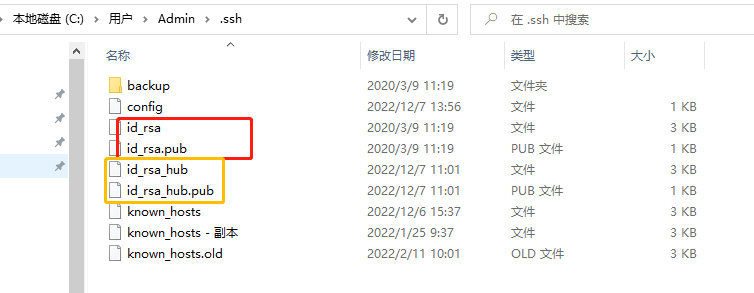 本地磁盘 (C:) > 用户 > Admin > .ssh 在 .ssh 中搜索
名称 修改日期 类型 大小
backup 2020/3/9 11:19 文件夹
config 2022/12/7 13:56 文件 1 KB
id_rsa 2020/3/9 11:19 文件 3 KB
id_rsa.pub 2020/3/9 11:19 PUB 文件 1 KB
id_rsa_hub 2022/12/7 11:01 文件 3 KB
id_rsa_hub.pub 2022/12/7 11:01 PUB 文件 1 KB
known_hosts 2022/12/6 15:37 文件 3 KB
known_hosts - 副本 2022/1/25 9:37 文件 3 KB
known_hosts.old 2022/2/11 10:01 OLD 文件 3 KB